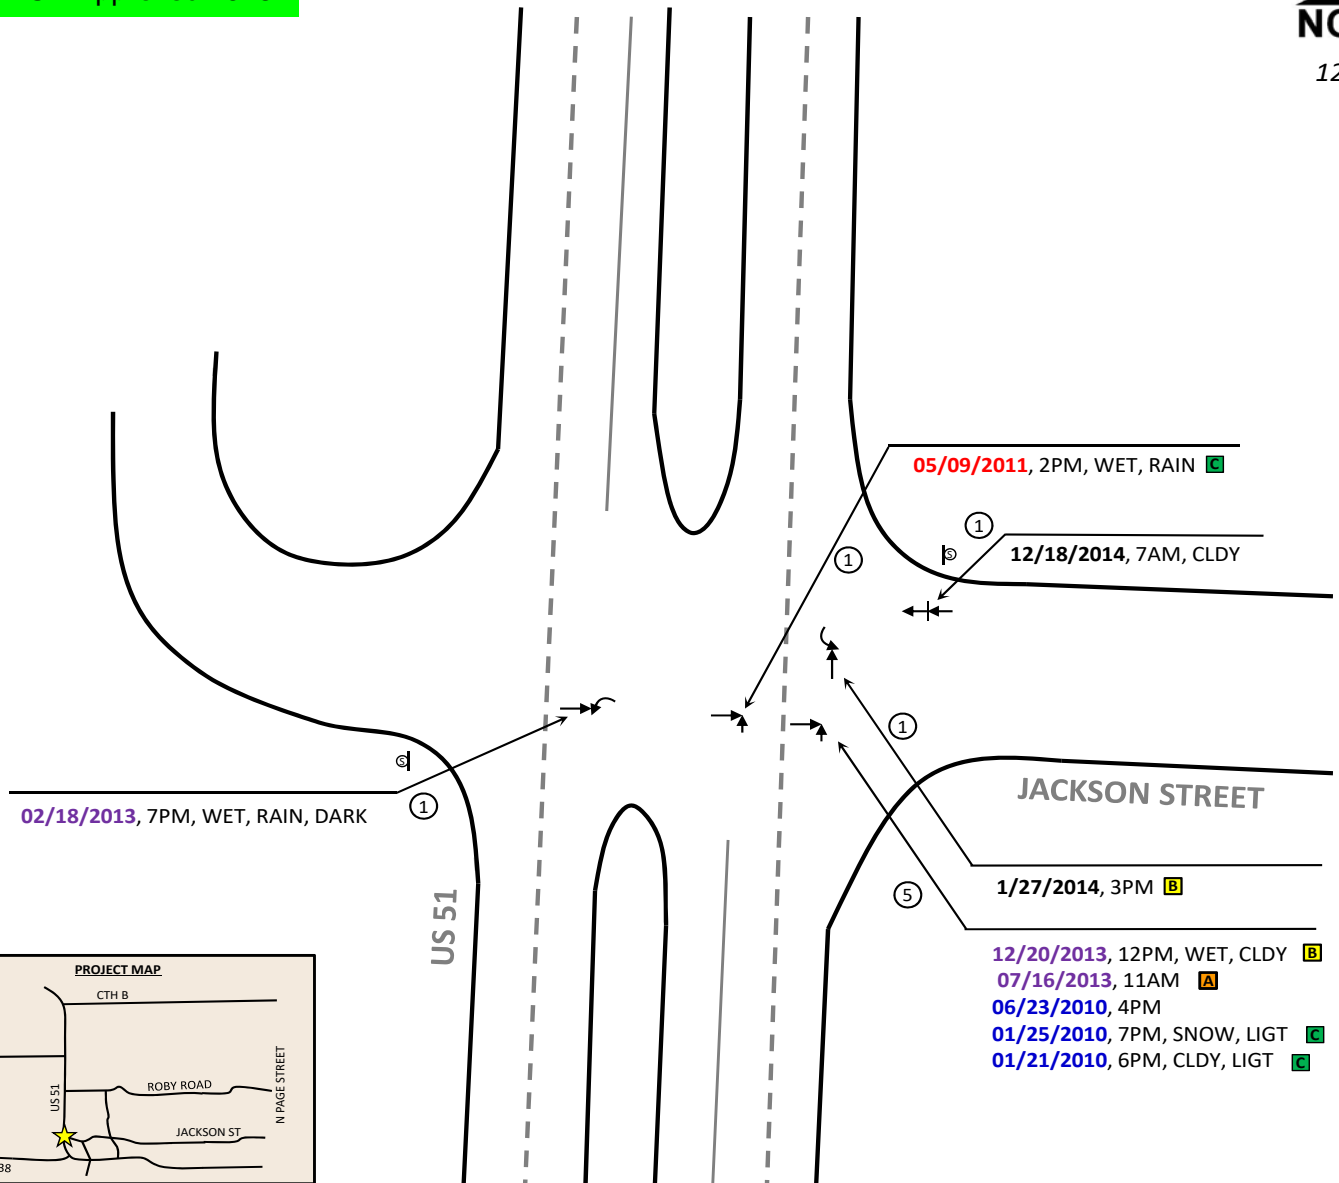 NO
12
05/09/2011, 2PM, WET, RAIN C
1
S
12/18/2014, 7AM, CLDY
1
1
S
02/18/2013, 7PM, WET, RAIN, DARK
1
JACKSON STREET
1/27/2014, 3PM B
5
US 51
12/20/2013, 12PM, WET, CLDY B
07/16/2013, 11AM A
06/23/2010, 4PM
01/25/2010, 7PM, SNOW, LIGT C
01/21/2010, 6PM, CLDY, LIGT C
PROJECT MAP
CTH B
N PAGE STREET
US 51
ROBY ROAD
JACKSON ST
38